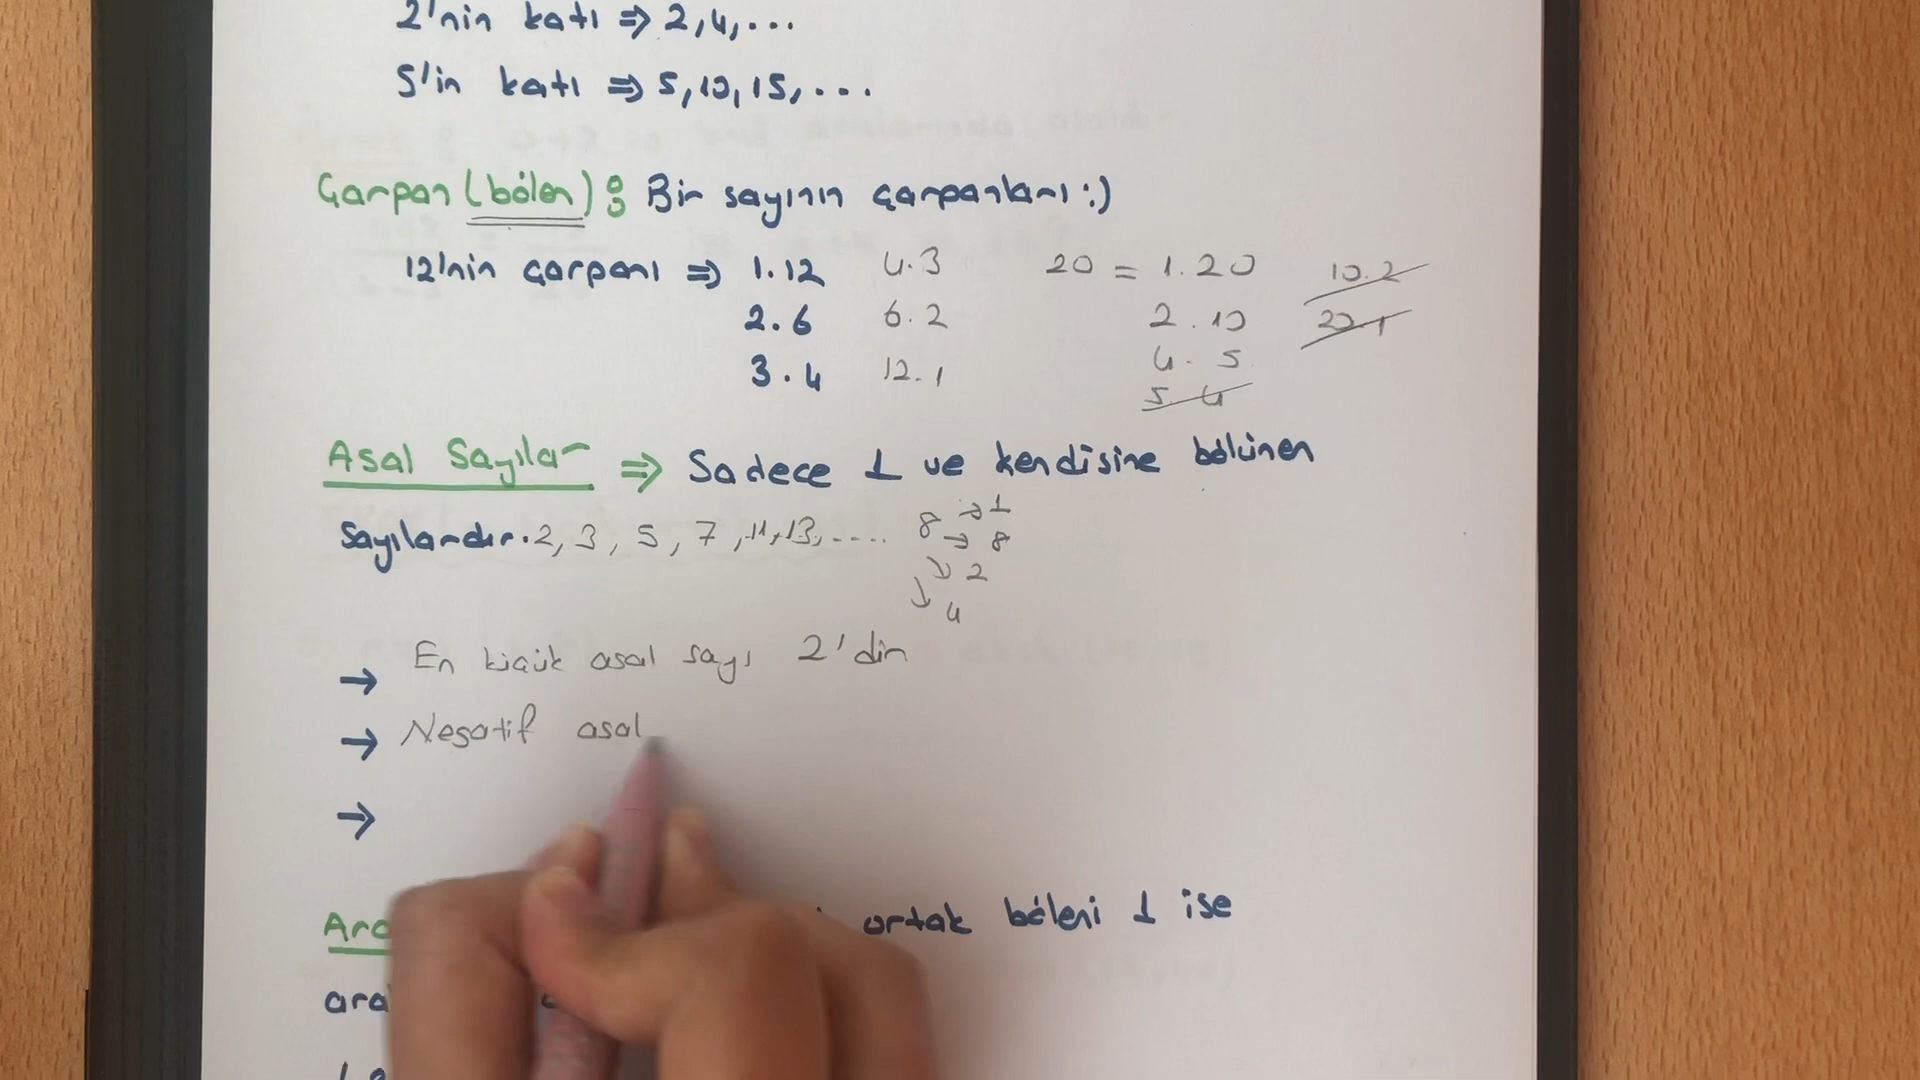 2'nin katı ⇒ 2,4,...
5'in katı ⇒ 5,10,15,...
Çarpan (bölen) : Bir sayının çarpanları :)
12'nin çarpanı ⇒ 1.12 4.3 20 = 1.20 10.2
2.6 6.2 2.10 20.1
3.4 12.1 4.5
5.4
Asal Sayılar ⇒ Sadece 1 ve kendisine bölünen
sayılardır. 2, 3, 5, 7, 11, 13, .... 8 → 1
→ 8
↘ 2
↓ 4
→ En küçük asal sayı 2'dir
→ Negatif asal
→
ortak böleni 1 ise